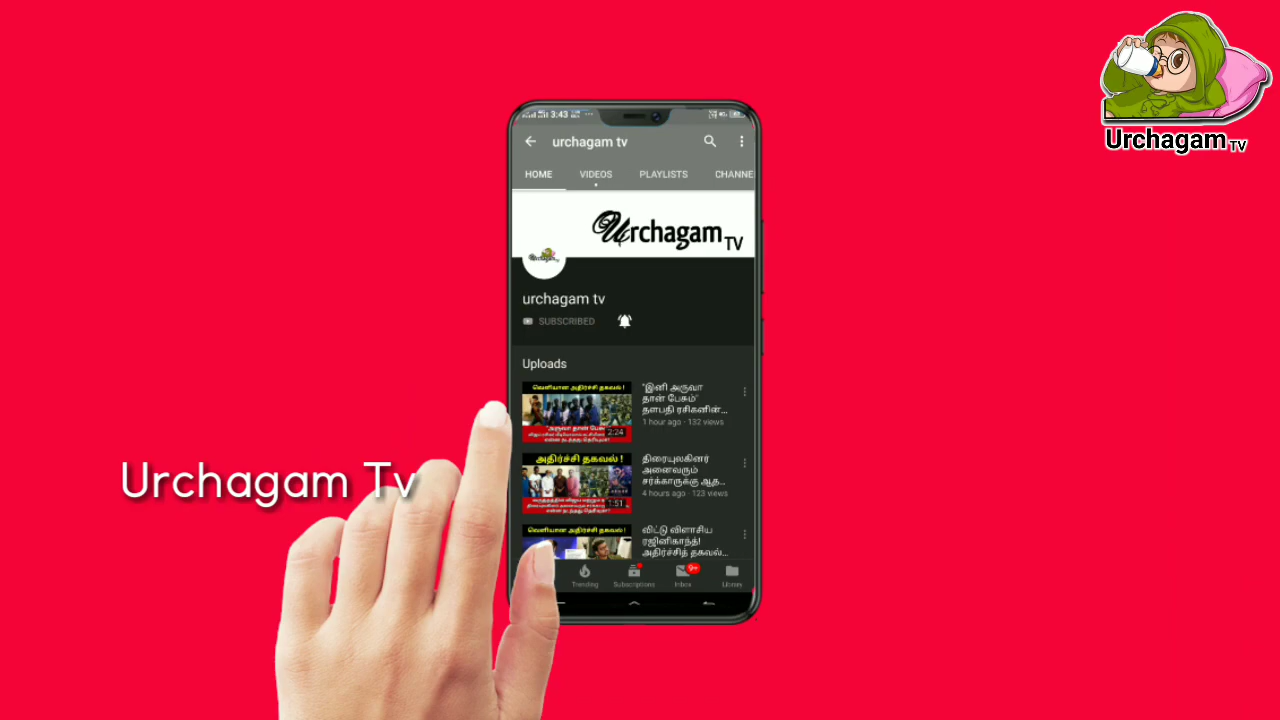 Urchagam TV
3:43
urchagam tv
HOME VIDEOS PLAYLISTS CHANNE
Urchagam TV
urchagam tv
SUBSCRIBED
Uploads
வெளியான அதிர்ச்சி தகவல் !
2:24
"இனி அருவா
தான் பேசும்"
தளபதி ரசிகனின்...
1 hour ago - 132 views
அதிர்ச்சி தகவல் !
1:51
திரையுலகினர்
அனைவரும்
சர்க்காருக்கு ஆத...
4 hours ago - 123 views
வெளியான அதிர்ச்சி தகவல் !
லிட்டு விளாசிய
ரஜினிகாந்த்!
அதிர்ச்சித் தகவல்...
Trending Subscriptions Inbox Library
9+
Urchagam Tv